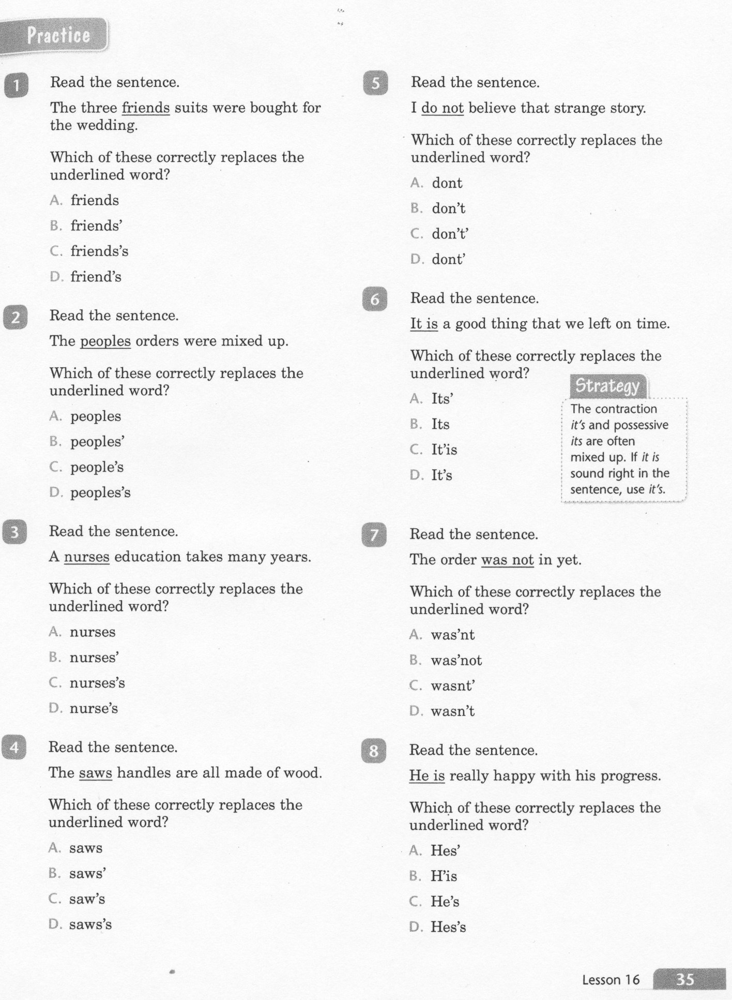 Practice
1
Read the sentence.
The three friends suits were bought for
the wedding.
Which of these correctly replaces the
underlined word?
A. friends
B. friends’
C. friends’s
D. friend’s
2
Read the sentence.
The peoples orders were mixed up.
Which of these correctly replaces the
underlined word?
A. peoples
B. peoples’
C. people’s
D. peoples’s
3
Read the sentence.
A nurses education takes many years.
Which of these correctly replaces the
underlined word?
A. nurses
B. nurses’
C. nurses’s
D. nurse’s
4
Read the sentence.
The saws handles are all made of wood.
Which of these correctly replaces the
underlined word?
A. saws
B. saws’
C. saw’s
D. saws’s
5
Read the sentence.
I do not believe that strange story.
Which of these correctly replaces the
underlined word?
A. dont
B. don’t
C. don’t’
D. dont’
6
Read the sentence.
It is a good thing that we left on time.
Which of these correctly replaces the
underlined word?
A. Its’
B. Its
C. It’is
D. It’s
Strategy
The contraction
it’s and possessive
its are often
mixed up. If it is
sound right in the
sentence, use it’s.
7
Read the sentence.
The order was not in yet.
Which of these correctly replaces the
underlined word?
A. was’nt
B. was’not
C. wasnt’
D. wasn’t
8
Read the sentence.
He is really happy with his progress.
Which of these correctly replaces the
underlined word?
A. Hes’
B. H’is
C. He’s
D. Hes’s
Lesson 16 35